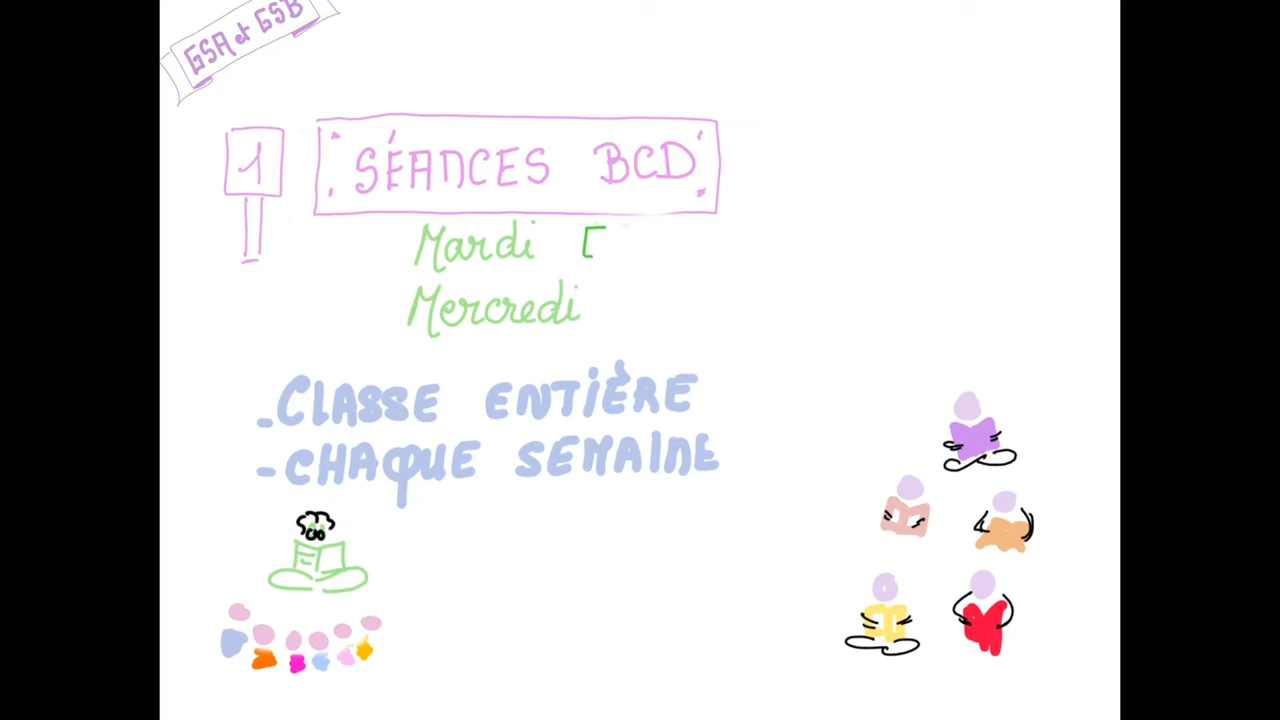 GSA et GSB
1
SÉANCES BCD
Mardi [
Mercredi
- CLASSE ENTIÈRE
- CHAQUE SEMAINE